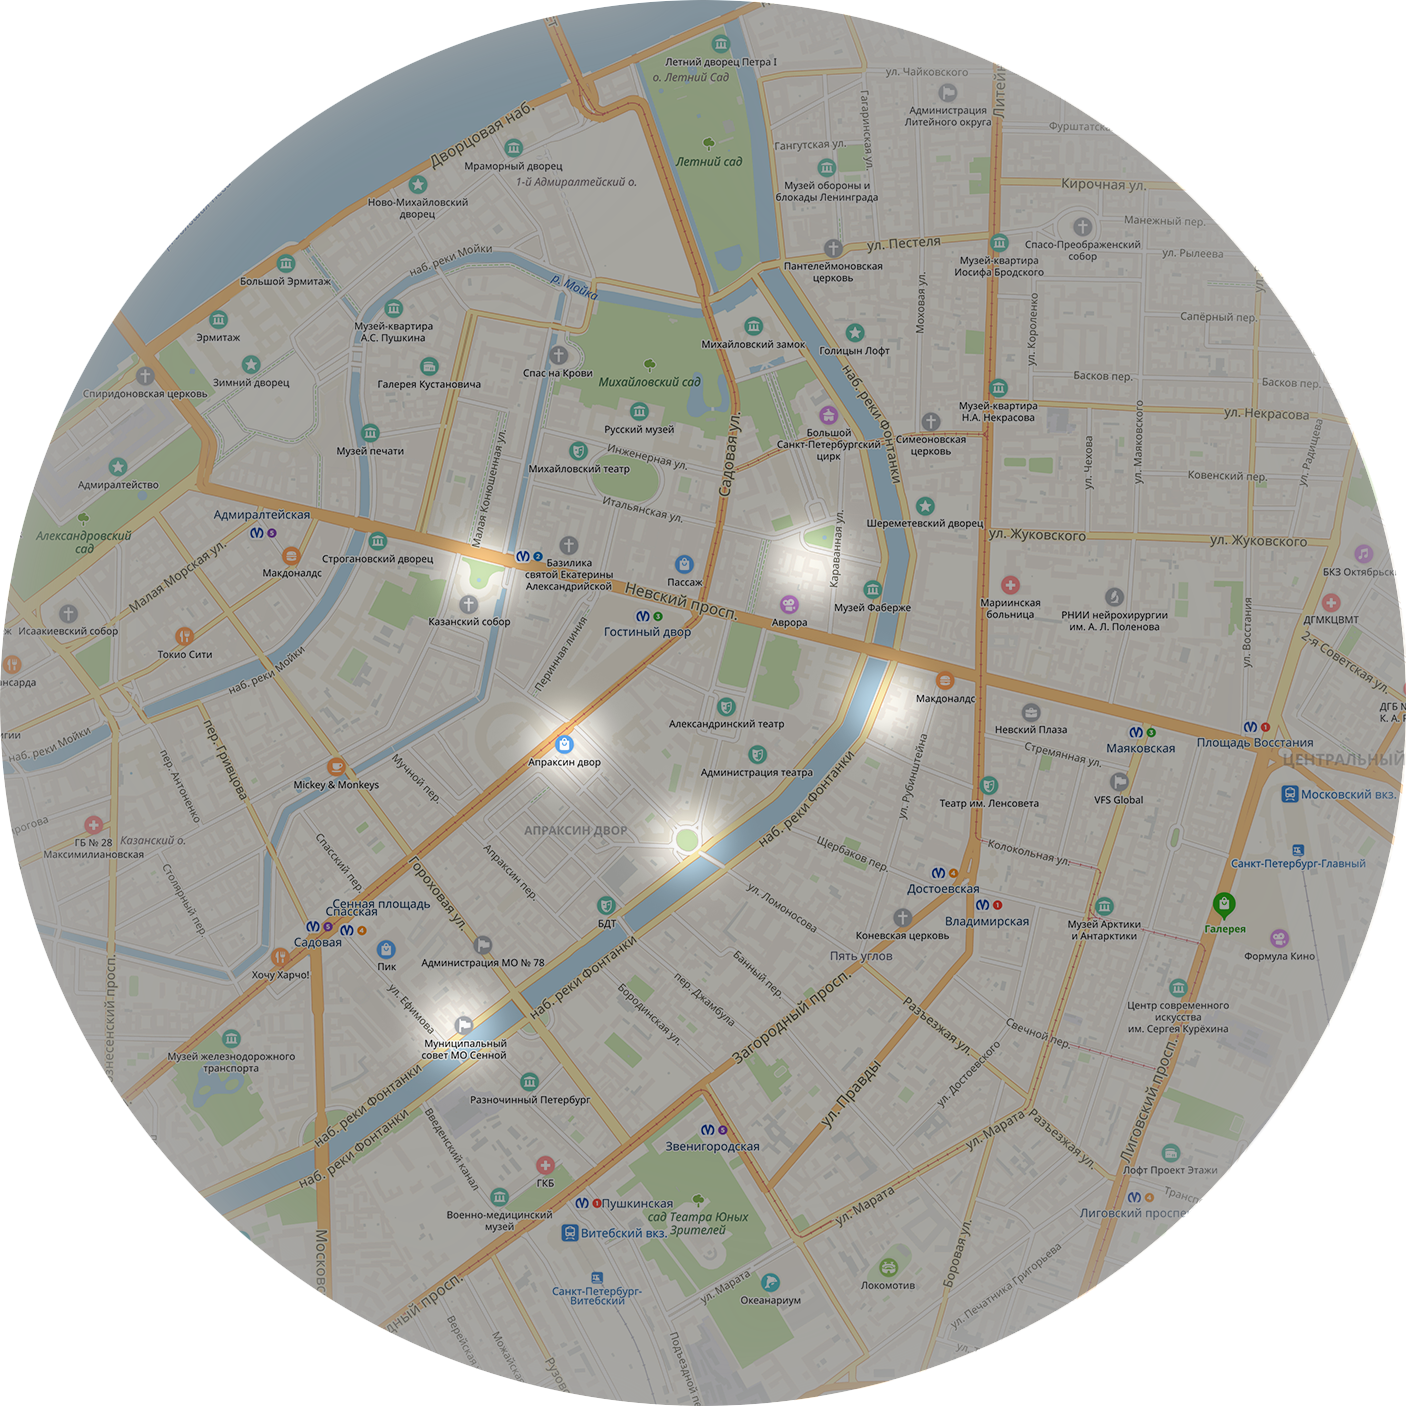 Летний дворец Петра I
о. Летний Сад
ул. Чайковского
Администрация
Литейного округа
Гагаринская ул.
Фурштатска
Дворцовая наб.
Мраморный дворец
1-й Адмиралтейский о.
Летний сад
Гангутская ул.
Музей обороны и
блокады Ленинграда
Кирочная ул.
Ново-Михайловский
дворец
Манежный пер.
Спасо-Преображенский
собор
ул. Рылеева
ул. Пестеля
Музей-квартира
Иосифа Бродского
Пантелеймоновская
церковь
наб. реки Мойки
Большой Эрмитаж
р. Мойка
Моховая ул.
ул. Короленко
Сапёрный пер.
Эрмитаж
Музей-квартира
А.С. Пушкина
Михайловский замок
Голицын Лофт
Спас на Крови
Зимний дворец
Галерея Кустановича
Михайловский сад
Спиридоновская церковь
Басков пер.
Басков пер.
наб. реки Фонтанки
Музей-квартира
Н.А. Некрасова
ул. Некрасова
Русский музей
Большой
Санкт-Петербургский
цирк
Симеоновская
церковь
Садовая ул.
ул. Маяковского
ул. Чехова
ул. Радищева
Музей печати
Малая Конюшенная ул.
Инженерная ул.
Михайловский театр
Адмиралтейство
Ковенский пер.
Итальянская ул.
Адмиралтейская
5
Караванная ул.
Шереметевский дворец
ул. Жуковского
ул. Жуковского
Александровский
сад
Строгановский дворец
Макдоналдс
2
Базилика
святой Екатерины
Александрийской
Пассаж
БКЗ Октябрьск
Малая Морская ул.
Невский просп.
Казанский собор
Аврора
Музей Фаберже
Мариинская
больница
РНИИ нейрохирургии
им. А. Л. Поленова
ДГМКЦВМТ
Исаакиевский собор
3
Гостиный двор
ул. Восстания
2-я Советская ул.
Токио Сити
Перинная линия
наб. реки Мойки
нсарда
Макдоналдс
Александринский театр
Невский Плаза
ДГБ №
К. А. Р
пер. Гривцова
наб. реки Мойки
3
Маяковская
1
Площадь Восстания
ЦЕНТРАЛЬНЫЙ
Стремянная ул.
Апраксин двор
Администрация театра
ул. Рубинштейна
пер. Антоненко
Мучной пер.
Mickey & Monkeys
наб. реки Фонтанки
Театр им. Ленсовета
VFS Global
Московский вкз.
АПРАКСИН ДВОР
Казанский о.
ГБ № 28
Максимилиановская
Щербаков пер.
Колокольная ул.
Санкт-Петербург-Главный
Спасский пер.
Гороховая ул.
Апраксин пер.
Столярный пер.
4
Достоевская
ул. Ломоносова
Сенная площадь
Спасская
5
4
Садовая
БДТ
1
Владимирская
Коневская церковь
Музей Арктики
и Антарктики
Галерея
Пять углов
Формула Кино
Хочу Харчо!
Пик
Администрация МО № 78
ул. Ефимова
наб. реки Фонтанки
Банный пер.
пер. Джамбула
Бородинская ул.
Загородный просп.
Разъезжая ул.
Центр современного
искусства
им. Сергея Курёхина
Свечной пер.
Муниципальный
совет МО Сенной
Музей железнодорожного
транспорта
Разночинный Петербург
ул. Достоевского
ул. Правды
Лиговский просп.
наб. реки Фонтанки
наб. реки Фонтанки
Введенский канал
5
Звенигородская
ул. Марата
Разъезжая ул.
Лофт Проект Этажи
ГКБ
1
Пушкинская
Военно-медицинский
музей
сад Театра Юных
Зрителей
Витебский вкз.
ул. Марата
4
Лиговский проспе
Боровая ул.
Санкт-Петербург-
Витебский
ул. Марата
Океанариум
Локомотив
ул. Печатника Григорьева